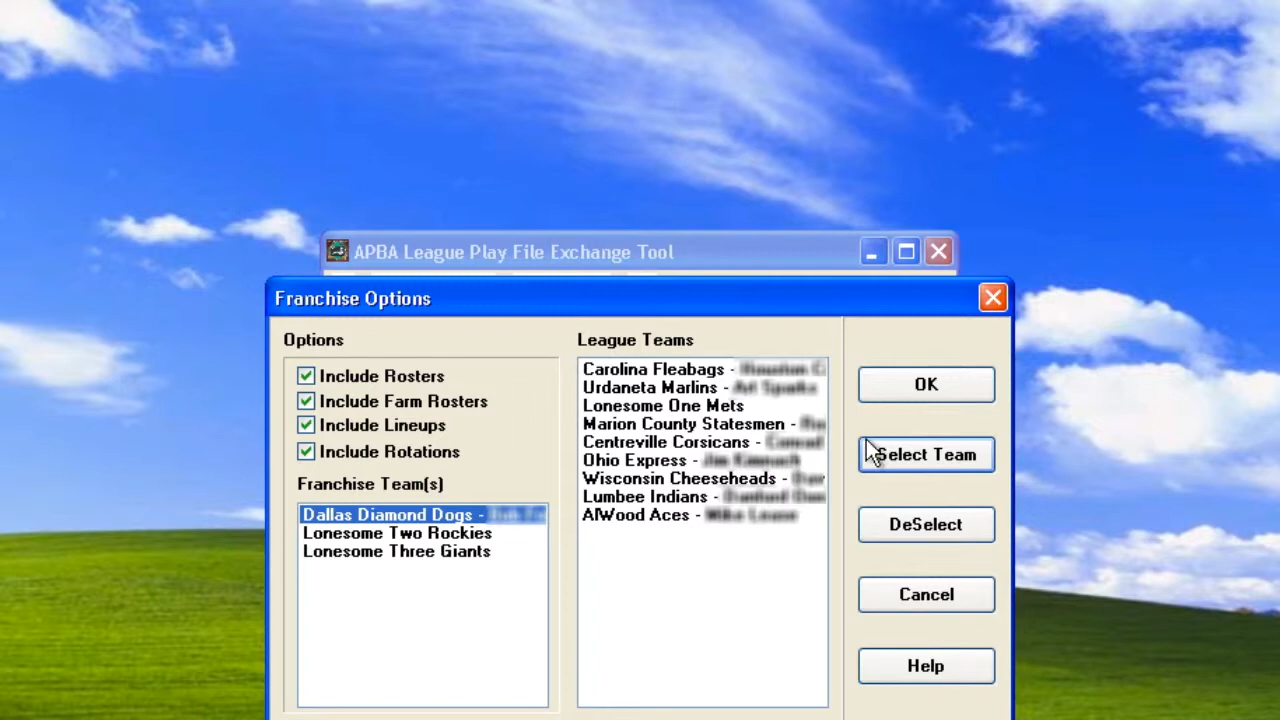 APBA League Play File Exchange Tool
Franchise Options
Options
Include Rosters
Include Farm Rosters
Include Lineups
Include Rotations
Franchise Team(s)
Dallas Diamond Dogs -
Lonesome Two Rockies
Lonesome Three Giants
League Teams
Carolina Fleabags -
Urdaneta Marlins -
Lonesome One Mets
Marion County Statesmen -
Centreville Corsicans -
Ohio Express -
Wisconsin Cheeseheads -
Lumbee Indians -
AlWood Aces -
OK
Select Team
DeSelect
Cancel
Help